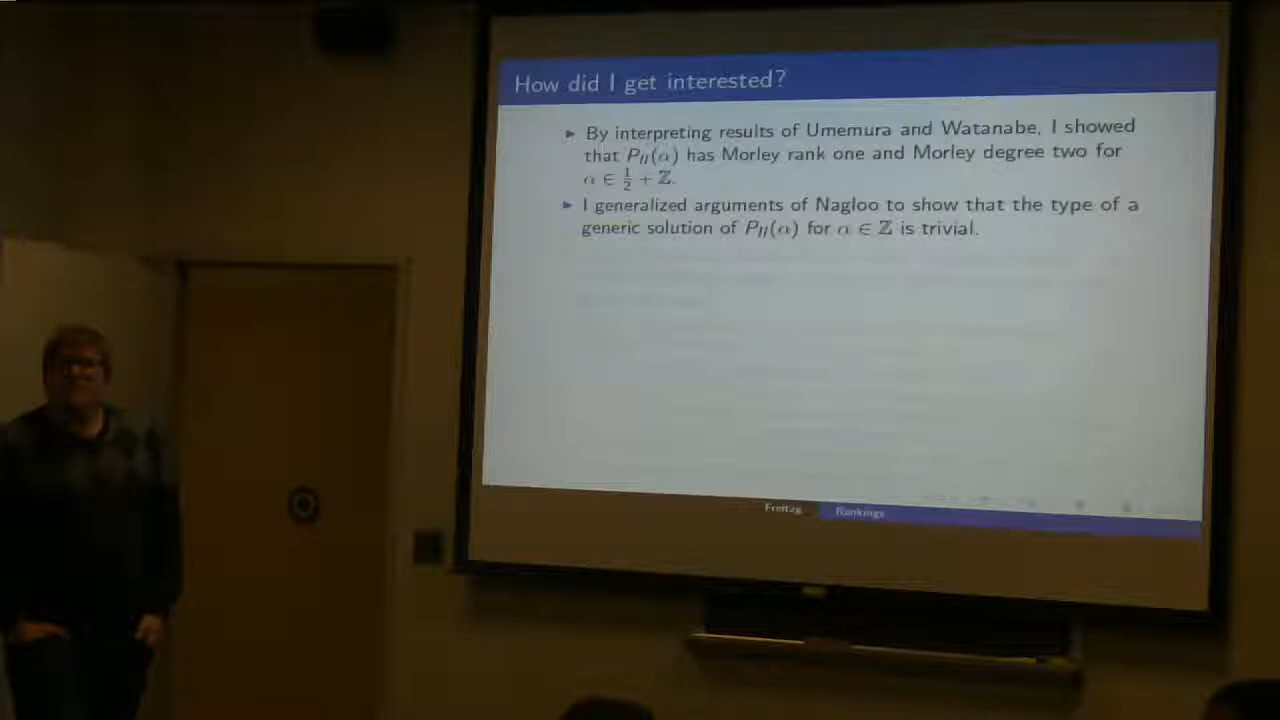 How did I get interested?
▶ By interpreting results of Umemura and Watanabe, I showed
that P_II(α) has Morley rank one and Morley degree two for
α ∈ 1/2 + ℤ.
▶ I generalized arguments of Nagloo to show that the type of a
generic solution of P_II(α) for α ∈ ℤ is trivial.
Freitag Rankings